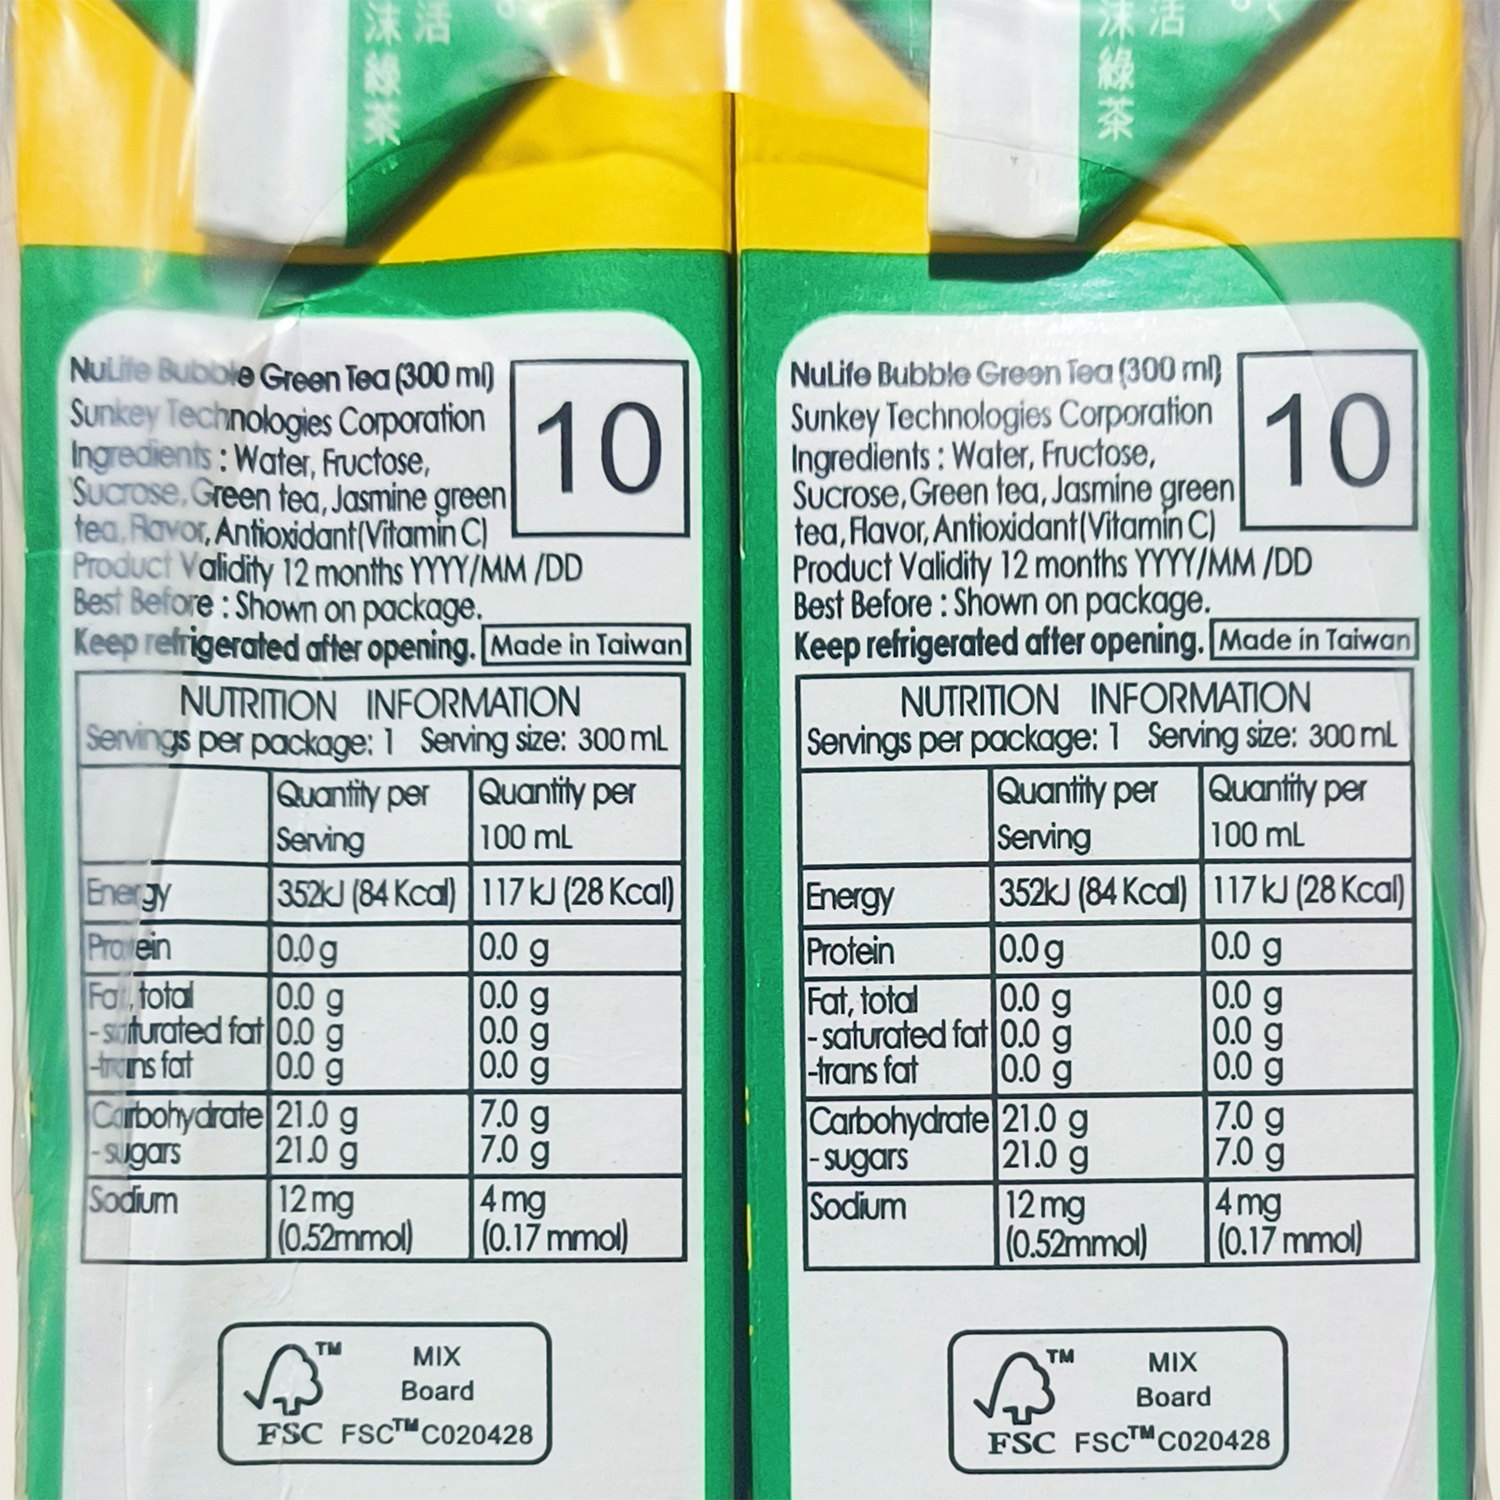 活
沫綠茶
活
沫綠茶
NuLife Bubble Green Tea (300 ml)
Sunkey Technologies Corporation
Ingredients : Water, Fructose,
Sucrose, Green tea, Jasmine green
tea, Flavor, Antioxidant (Vitamin C)
10
Product Validity 12 months YYYY/MM /DD
Best Before : Shown on package.
Keep refrigerated after opening. Made in Taiwan
NUTRITION INFORMATION
Servings per package: 1 Serving size: 300 mL
Quantity per Serving Quantity per 100 mL
Energy 352kJ (84 Kcal) 117 kJ (28 Kcal)
Protein 0.0 g 0.0 g
Fat, total 0.0 g 0.0 g
- saturated fat 0.0 g 0.0 g
-trans fat 0.0 g 0.0 g
Carbohydrate 21.0 g 7.0 g
- sugars 21.0 g 7.0 g
Sodium 12 mg 4 mg
(0.52mmol) (0.17 mmol)
TM MIX
Board
FSC FSC™ C020428
NuLife Bubble Green Tea (300 ml)
Sunkey Technologies Corporation
Ingredients : Water, Fructose,
Sucrose, Green tea, Jasmine green
tea, Flavor, Antioxidant (Vitamin C)
10
Product Validity 12 months YYYY/MM /DD
Best Before : Shown on package.
Keep refrigerated after opening. Made in Taiwan
NUTRITION INFORMATION
Servings per package: 1 Serving size: 300 mL
Quantity per Serving Quantity per 100 mL
Energy 352kJ (84 Kcal) 117 kJ (28 Kcal)
Protein 0.0 g 0.0 g
Fat, total 0.0 g 0.0 g
- saturated fat 0.0 g 0.0 g
-trans fat 0.0 g 0.0 g
Carbohydrate 21.0 g 7.0 g
- sugars 21.0 g 7.0 g
Sodium 12 mg 4 mg
(0.52mmol) (0.17 mmol)
TM MIX
Board
FSC FSC™ C020428